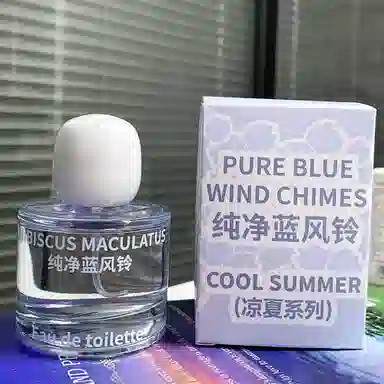 IBISCUS MACULATUS
纯净蓝风铃
Eau de toilette
PURE BLUE
WIND CHIMES
纯净蓝风铃
COOL SUMMER
(凉夏系列)